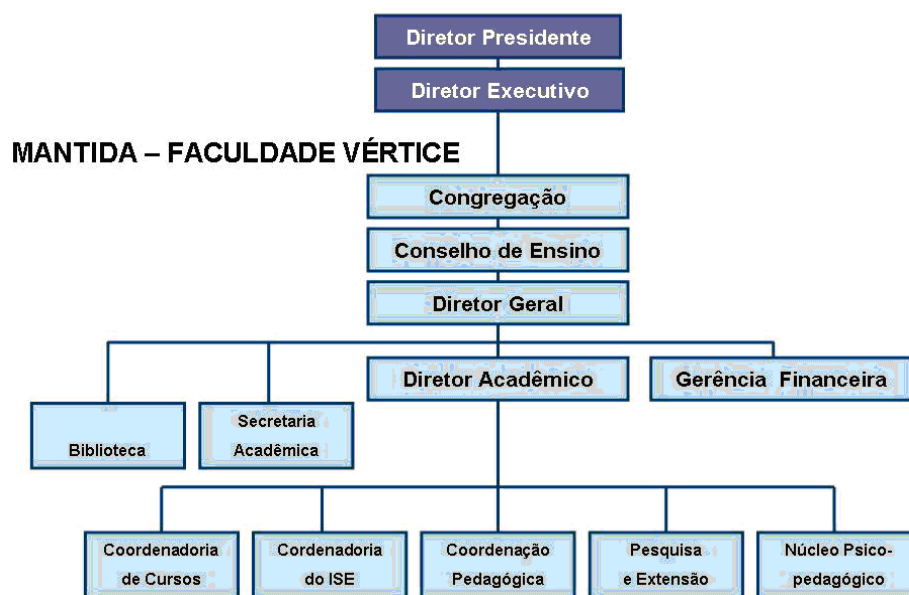 Diretor Presidente
Diretor Executivo
MANTIDA – FACULDADE VÉRTICE
Congregação
Conselho de Ensino
Diretor Geral
Diretor Acadêmico
Gerência Financeira
Biblioteca
Secretaria
Acadêmica
Coordenadoria
de Cursos
Cordenadoria
do ISE
Coordenação
Pedagógica
Pesquisa
e Extensão
Núcleo Psico-
pedagógico